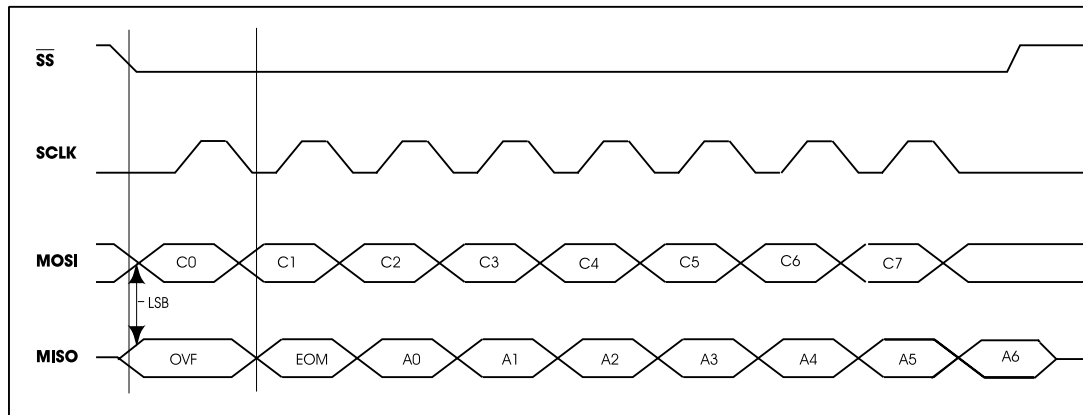 SS
SCLK
MOSI C0 C1 C2 C3 C4 C5 C6 C7
LSB
MISO OVF EOM A0 A1 A2 A3 A4 A5 A6